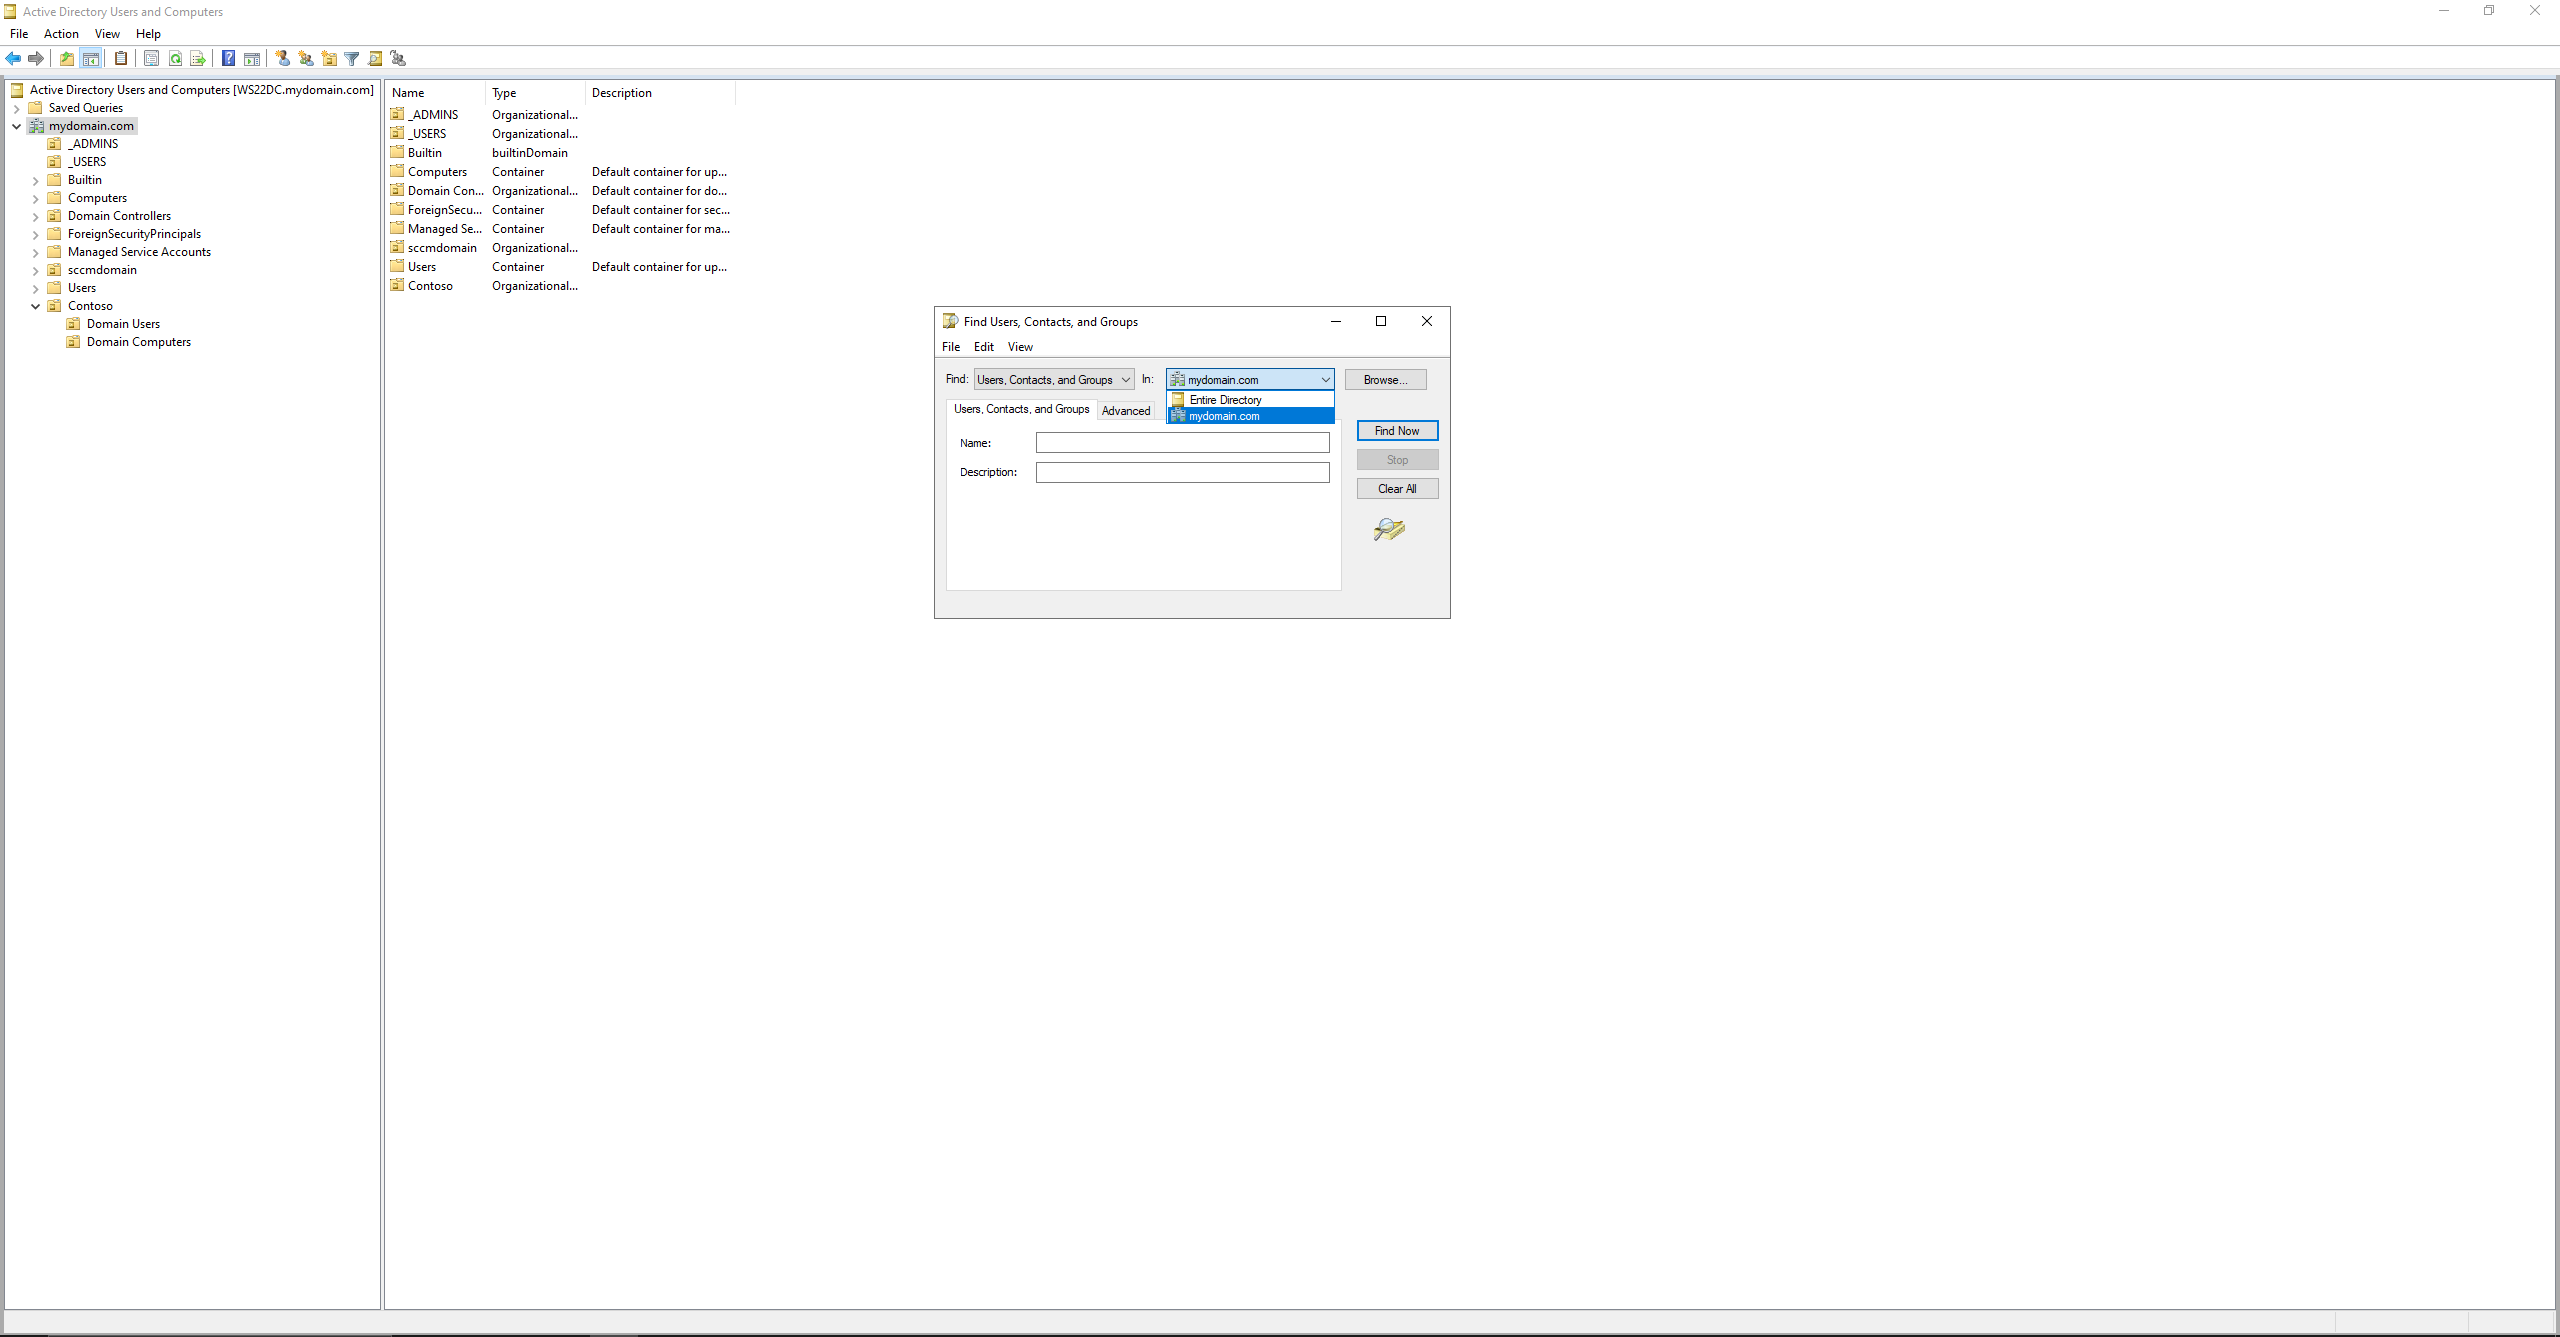 Active Directory Users and Computers
File Action View Help
Active Directory Users and Computers [WS22DC.mydomain.com]
Saved Queries
mydomain.com
_ADMINS
_USERS
Builtin
Computers
Domain Controllers
ForeignSecurityPrincipals
Managed Service Accounts
sccmdomain
Users
Contoso
Domain Users
Domain Computers
Name Type Description
_ADMINS Organizational...
_USERS Organizational...
Builtin builtinDomain
Computers Container Default container for up...
Domain Con... Organizational... Default container for do...
ForeignSecu... Container Default container for sec...
Managed Se... Container Default container for ma...
sccmdomain Organizational...
Users Container Default container for up...
Contoso Organizational...
Find Users, Contacts, and Groups
File Edit View
Find: Users, Contacts, and Groups In: mydomain.com Browse...
Entire Directory
mydomain.com
Users, Contacts, and Groups Advanced
Name:
Description:
Find Now
Stop
Clear All